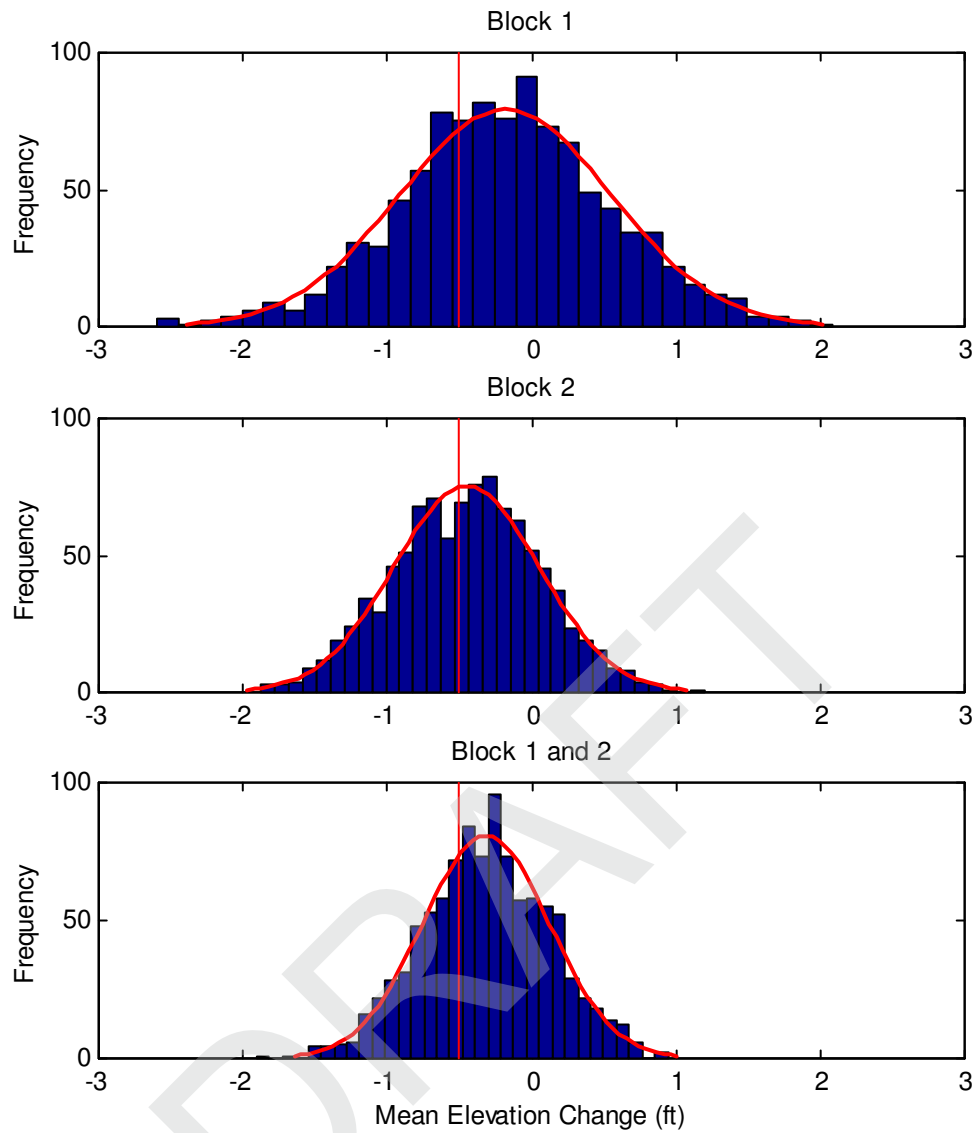 Block 1
100
50
0
Frequency
-3 -2 -1 0 1 2 3
Block 2
100
50
0
Frequency
-3 -2 -1 0 1 2 3
Block 1 and 2
100
50
0
Frequency
-3 -2 -1 0 1 2 3
Mean Elevation Change (ft)
DRAFT